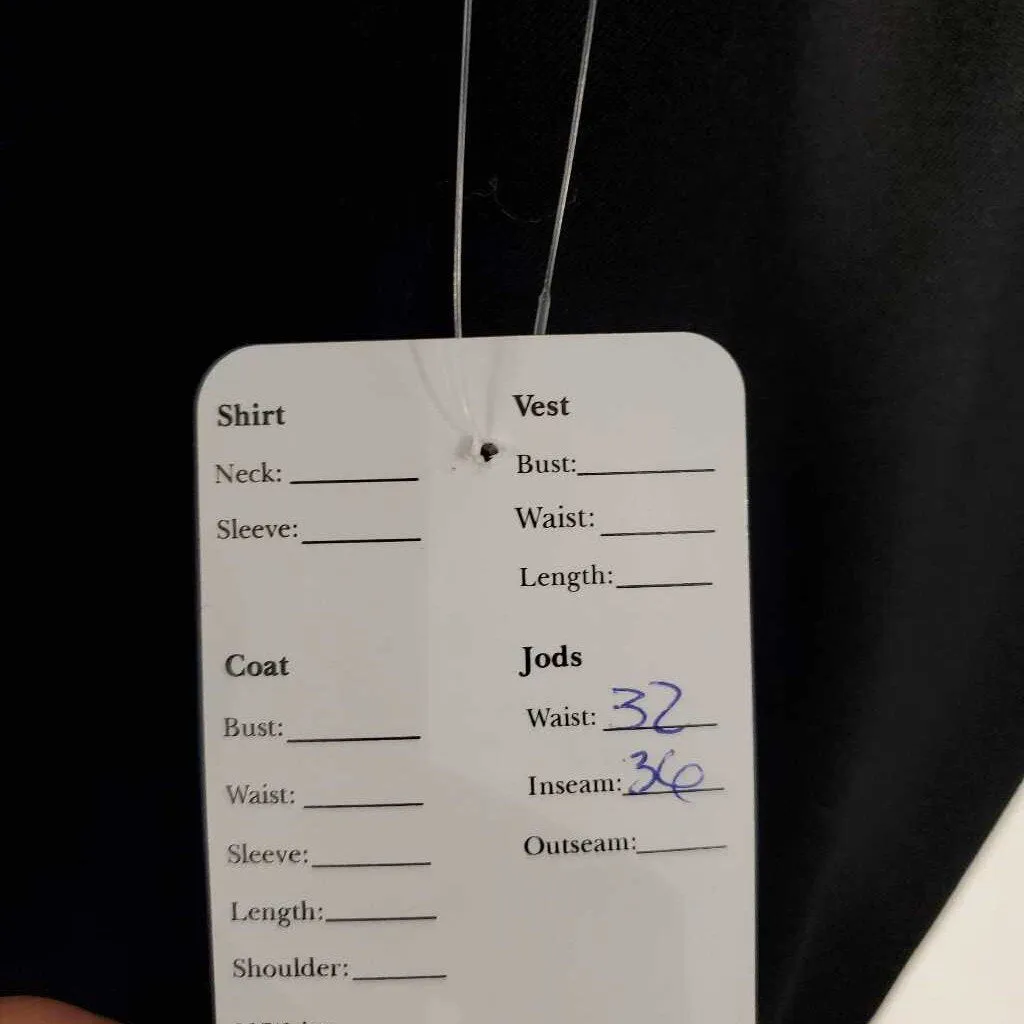 Shirt
Neck:
Sleeve:
Coat
Bust:
Waist:
Sleeve:
Length:
Shoulder:
Vest
Bust:
Waist:
Length:
Jods
Waist: 32
Inseam: 36
Outseam: